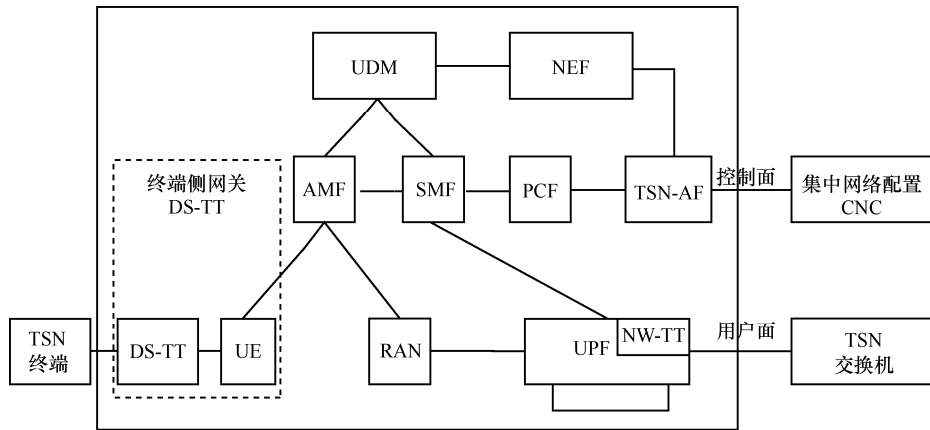 UDM
NEF
终端侧网关
DS-TT
AMF
SMF
PCF
TSN-AF
控制面
集中网络配置
CNC
TSN
终端
DS-TT
UE
RAN
UPF
NW-TT
用户面
TSN
交换机